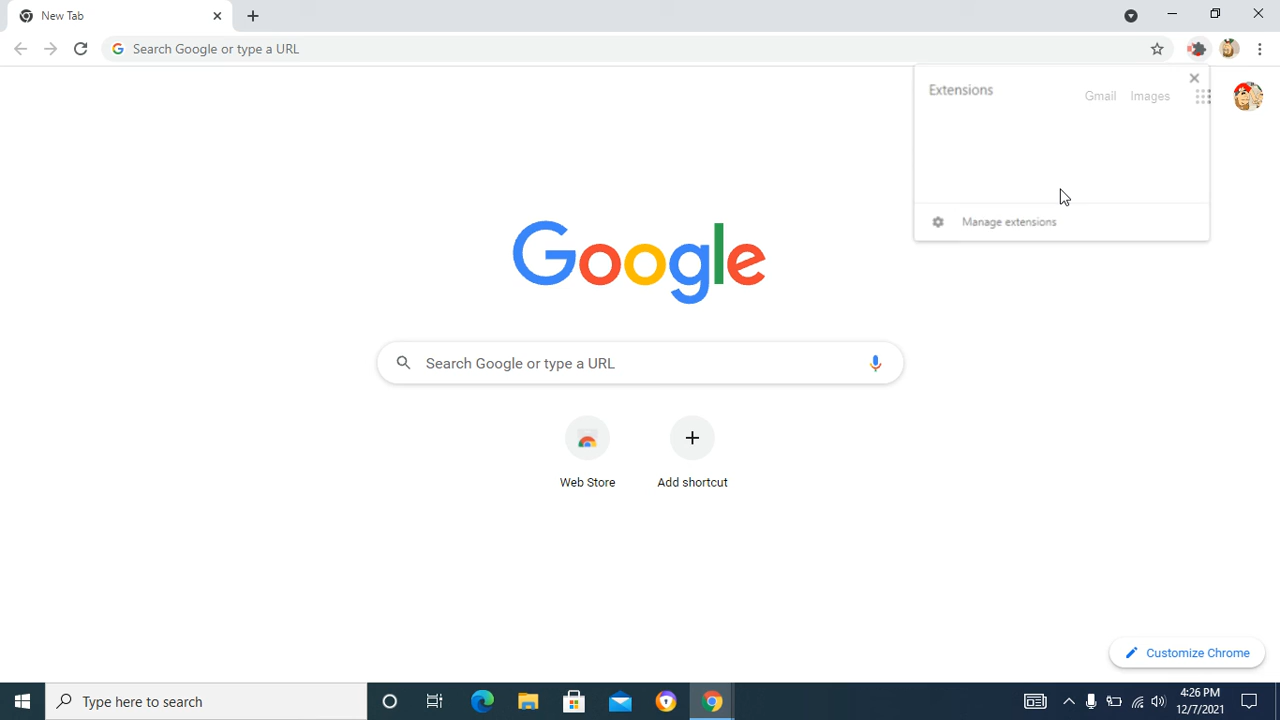 New Tab
Search Google or type a URL
Extensions
Gmail Images
Manage extensions
Google
Search Google or type a URL
Web Store
Add shortcut
Customize Chrome
Type here to search
4:26 PM
12/7/2021